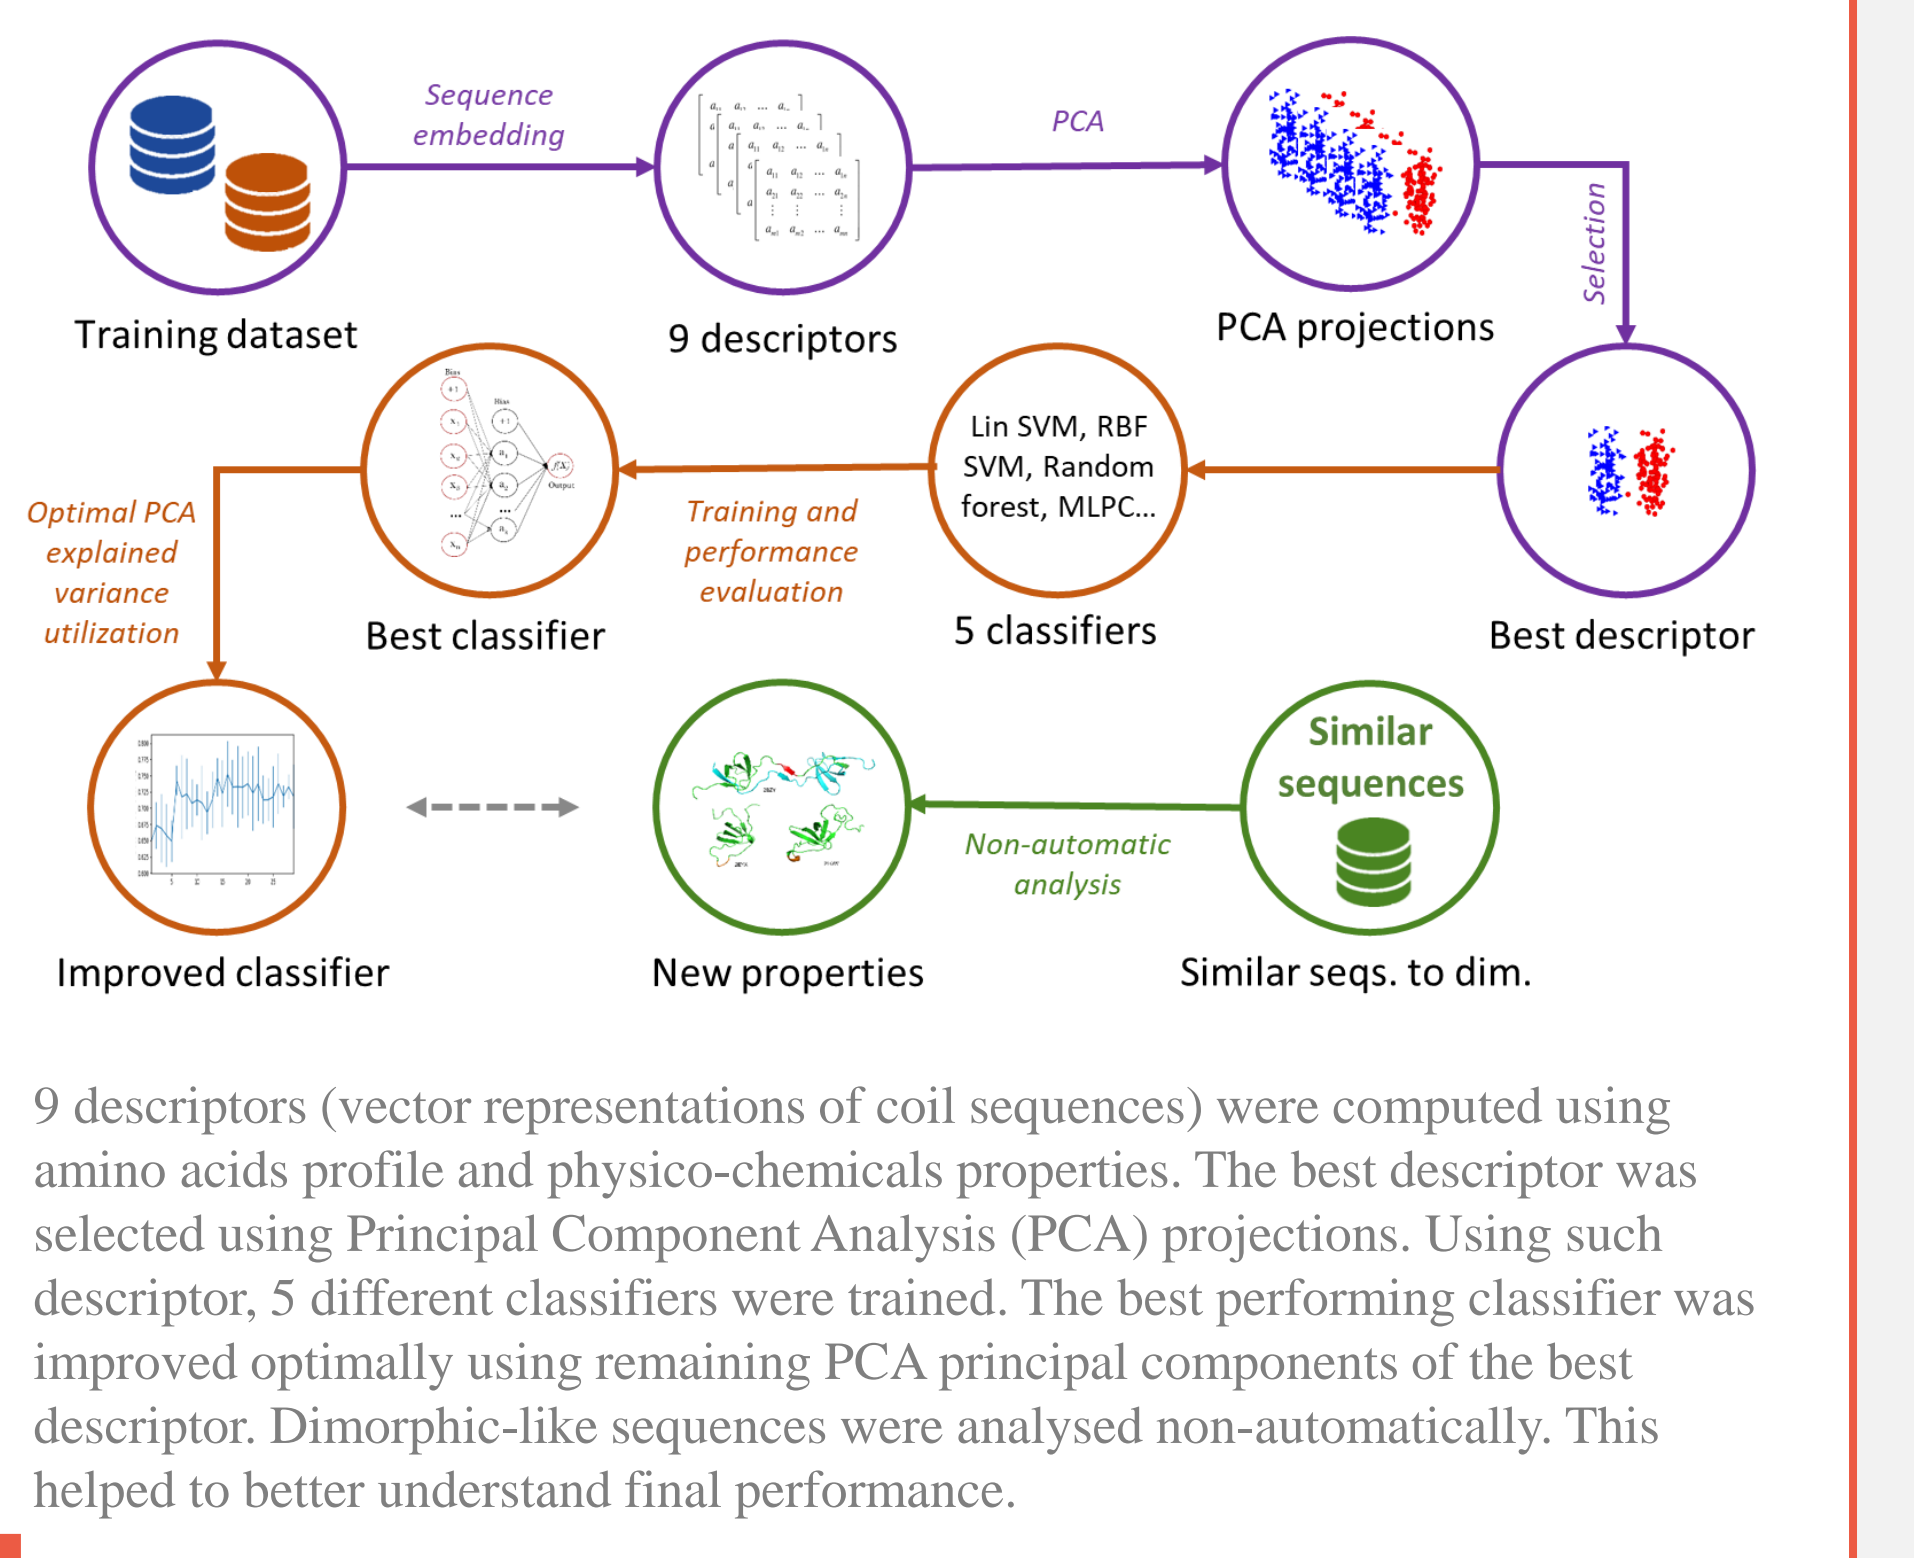 Sequence
embedding
PCA
Selection
Training dataset
9 descriptors
PCA projections
Bias
+1
+1
Output
Lin SVM, RBF
SVM, Random
forest, MLPC...
Optimal PCA
explained
variance
utilization
Training and
performance
evaluation
Best classifier
5 classifiers
Best descriptor
Similar
sequences
Non-automatic
analysis
Improved classifier
New properties
Similar seqs. to dim.
9 descriptors (vector representations of coil sequences) were computed using
amino acids profile and physico-chemicals properties. The best descriptor was
selected using Principal Component Analysis (PCA) projections. Using such
descriptor, 5 different classifiers were trained. The best performing classifier was
improved optimally using remaining PCA principal components of the best
descriptor. Dimorphic-like sequences were analysed non-automatically. This
helped to better understand final performance.